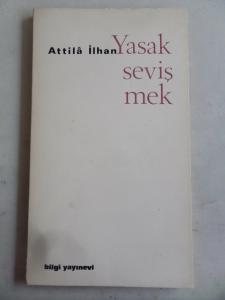 Attilâ İlhan Yasak
seviş
mek
bilgi yayınevi